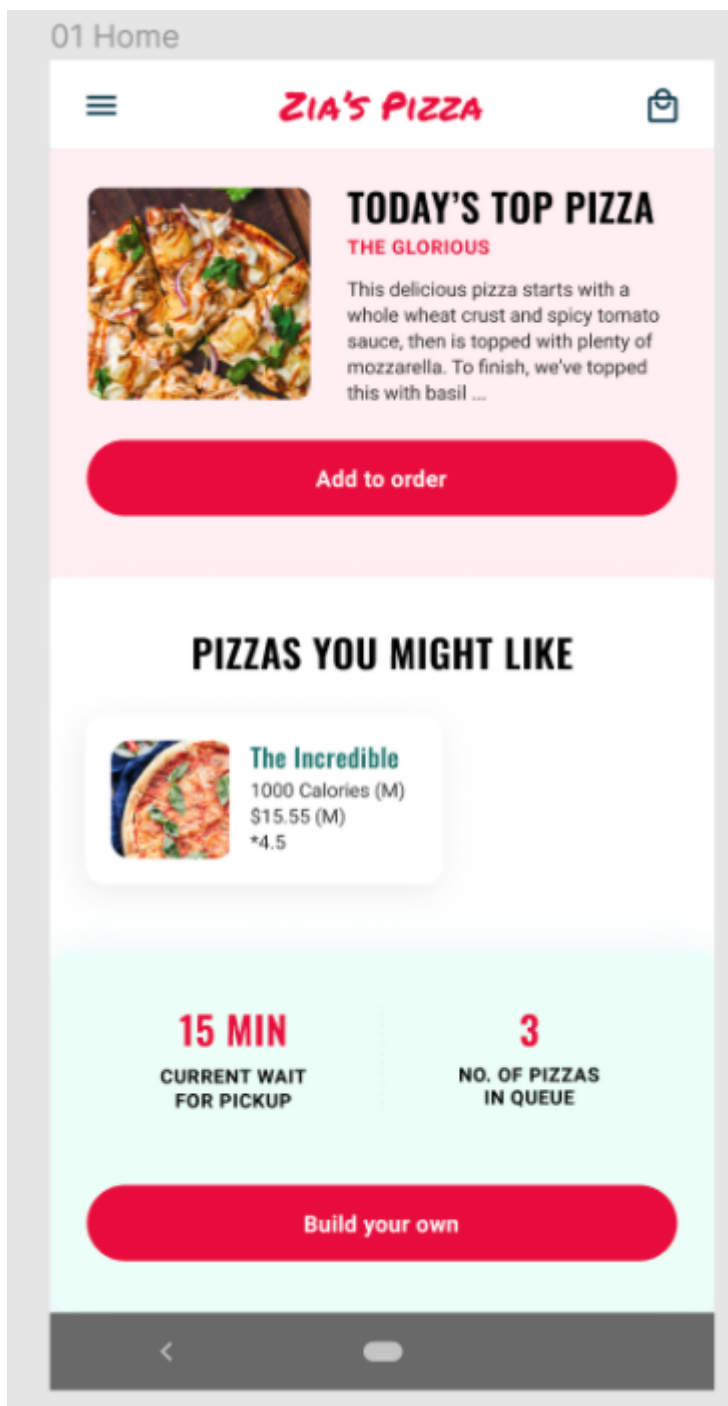 01 Home
ZIA'S PIZZA
TODAY'S TOP PIZZA
THE GLORIOUS
This delicious pizza starts with a
whole wheat crust and spicy tomato
sauce, then is topped with plenty of
mozzarella. To finish, we've topped
this with basil ...
Add to order
PIZZAS YOU MIGHT LIKE
The Incredible
1000 Calories (M)
$15.55 (M)
*4.5
15 MIN
CURRENT WAIT
FOR PICKUP
3
NO. OF PIZZAS
IN QUEUE
Build your own